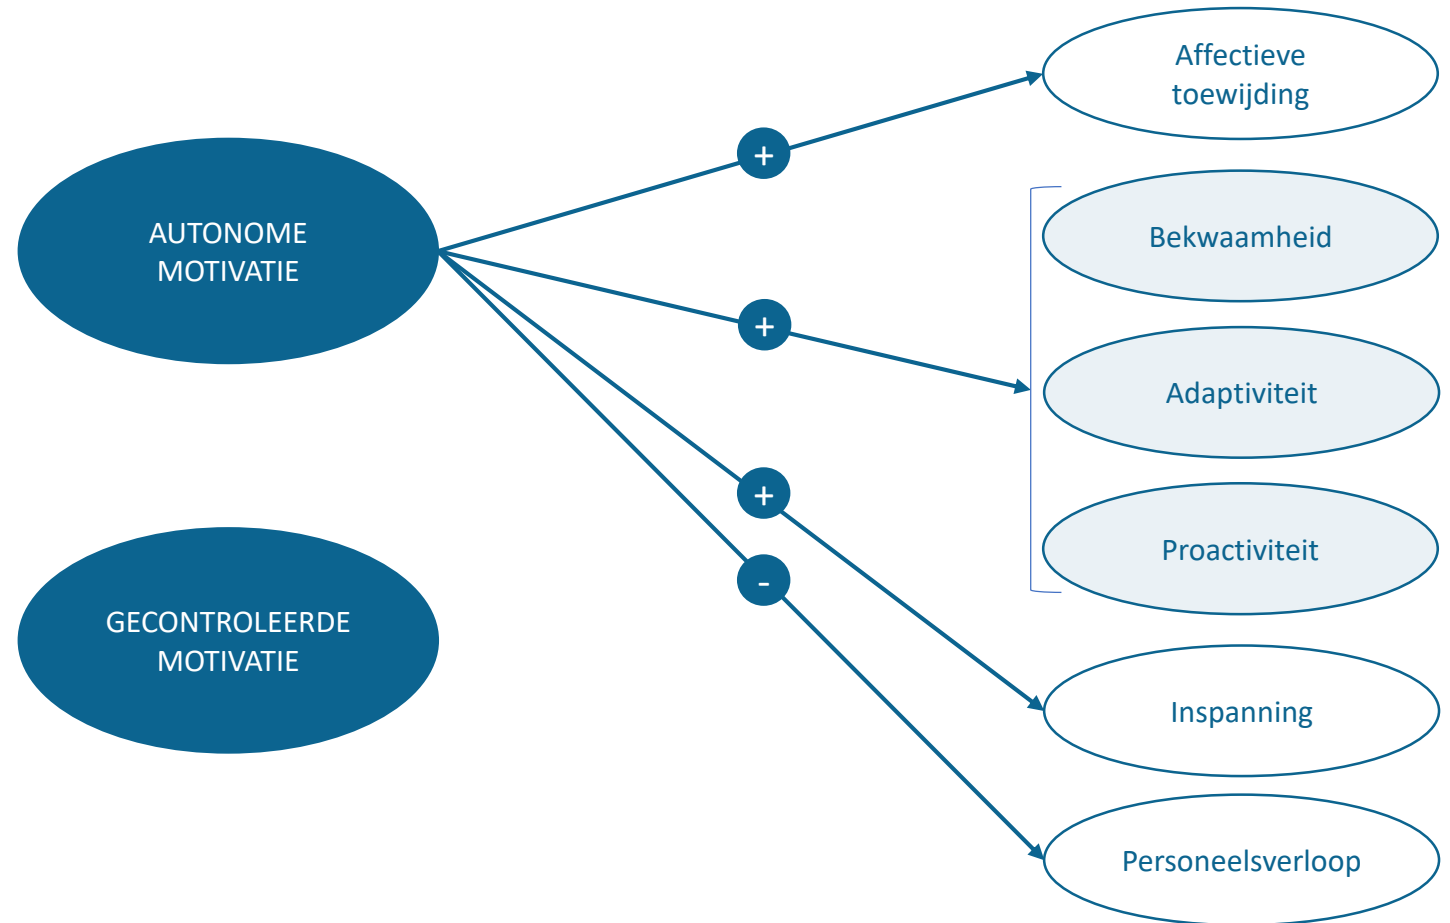 Affectieve
toewijding
+
AUTONOME
MOTIVATIE
Bekwaamheid
+
Adaptiviteit
+
Proactiviteit
-
GECONTROLEERDE
MOTIVATIE
Inspanning
Personeelsverloop